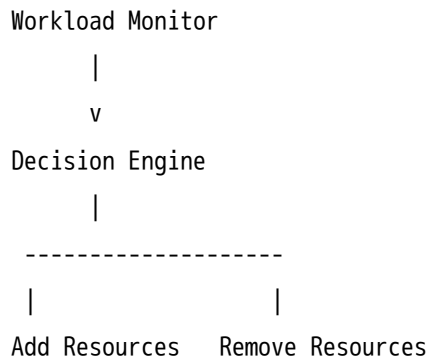 Workload Monitor
|
v
Decision Engine
|
--------------------
| |
Add Resources Remove Resources